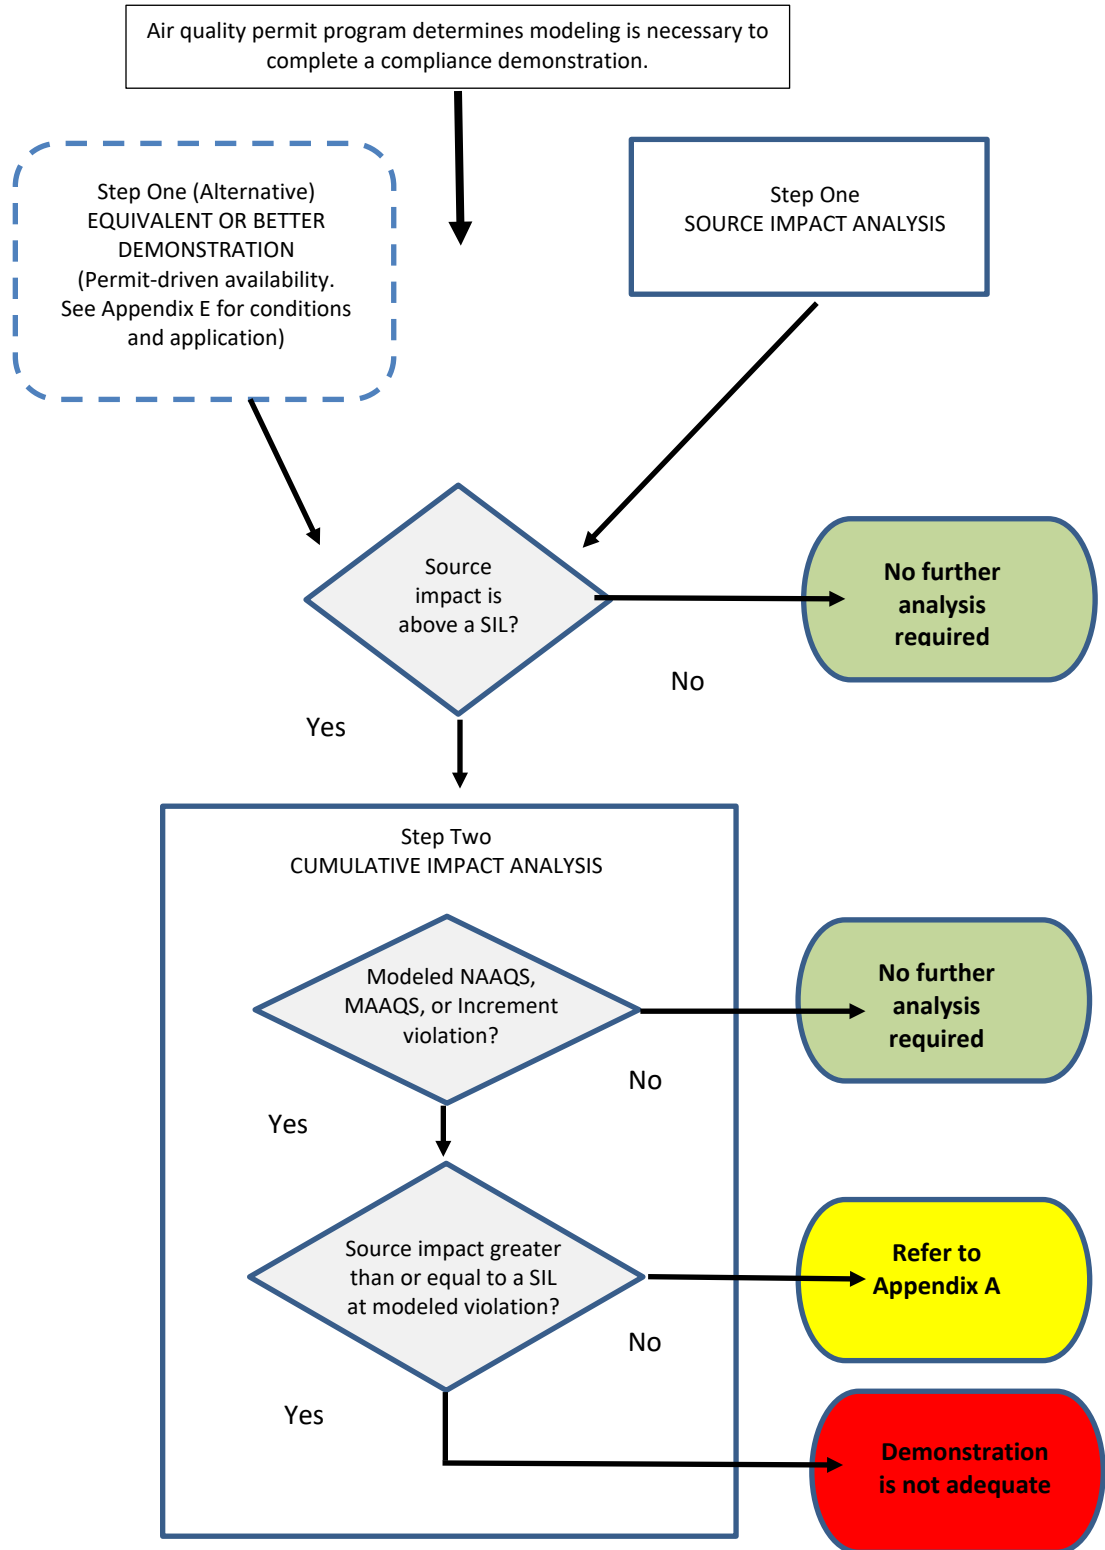 Air quality permit program determines modeling is necessary to
complete a compliance demonstration.
Step One (Alternative)
EQUIVALENT OR BETTER
DEMONSTRATION
(Permit-driven availability.
See Appendix E for conditions
and application)
Step One
SOURCE IMPACT ANALYSIS
Source
impact is
above a SIL?
No further
analysis
required
No
Yes
Step Two
CUMULATIVE IMPACT ANALYSIS
Modeled NAAQS,
MAAQS, or Increment
violation?
No further
analysis
required
No
Yes
Source impact greater
than or equal to a SIL
at modeled violation?
Refer to
Appendix A
No
Yes
Demonstration
is not adequate